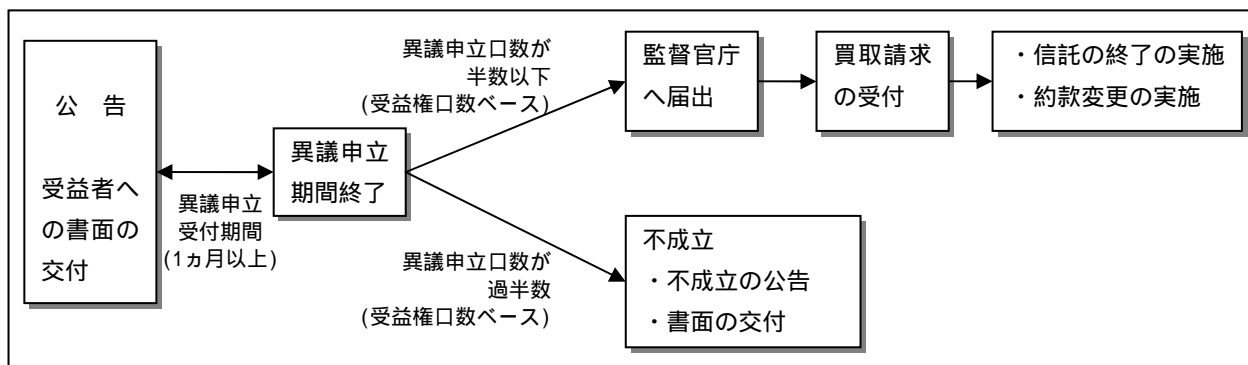 公　告
受益者へ
の書面の
交付
異議申立
受付期間
(1ヵ月以上)
異議申立
期間終了
異議申立口数が
半数以下
(受益権口数ベース)
監督官庁
へ届出
買取請求
の受付
・信託の終了の実施
・約款変更の実施
異議申立口数が
過半数
(受益権口数ベース)
不成立
・不成立の公告
・書面の交付